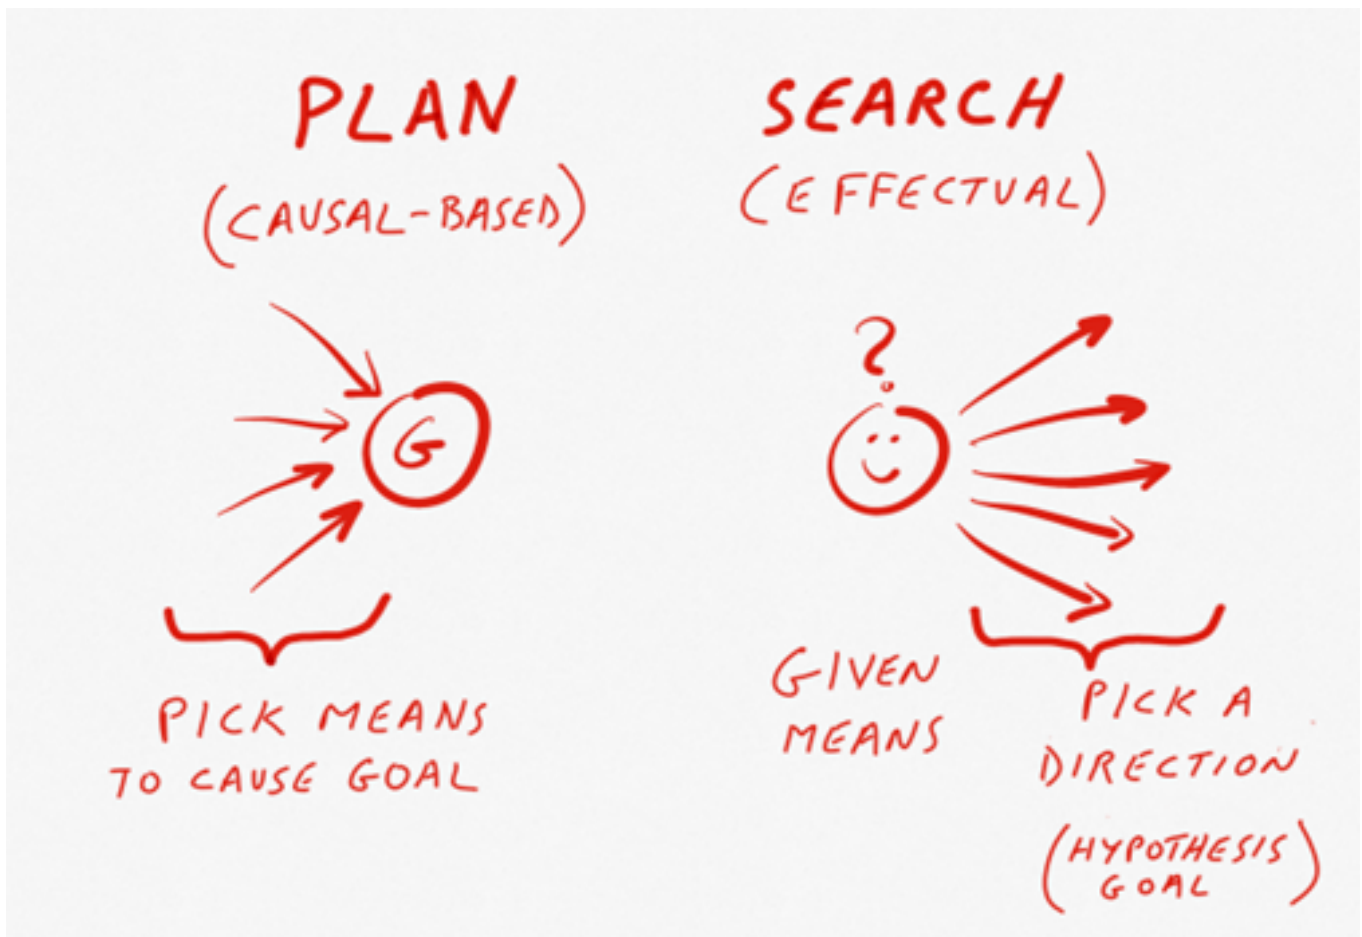 PLAN
(CAUSAL-BASED)
G
PICK MEANS
TO CAUSE GOAL
SEARCH
(EFFECTUAL)
?
GIVEN
MEANS
PICK A
DIRECTION
(HYPOTHESIS
GOAL)